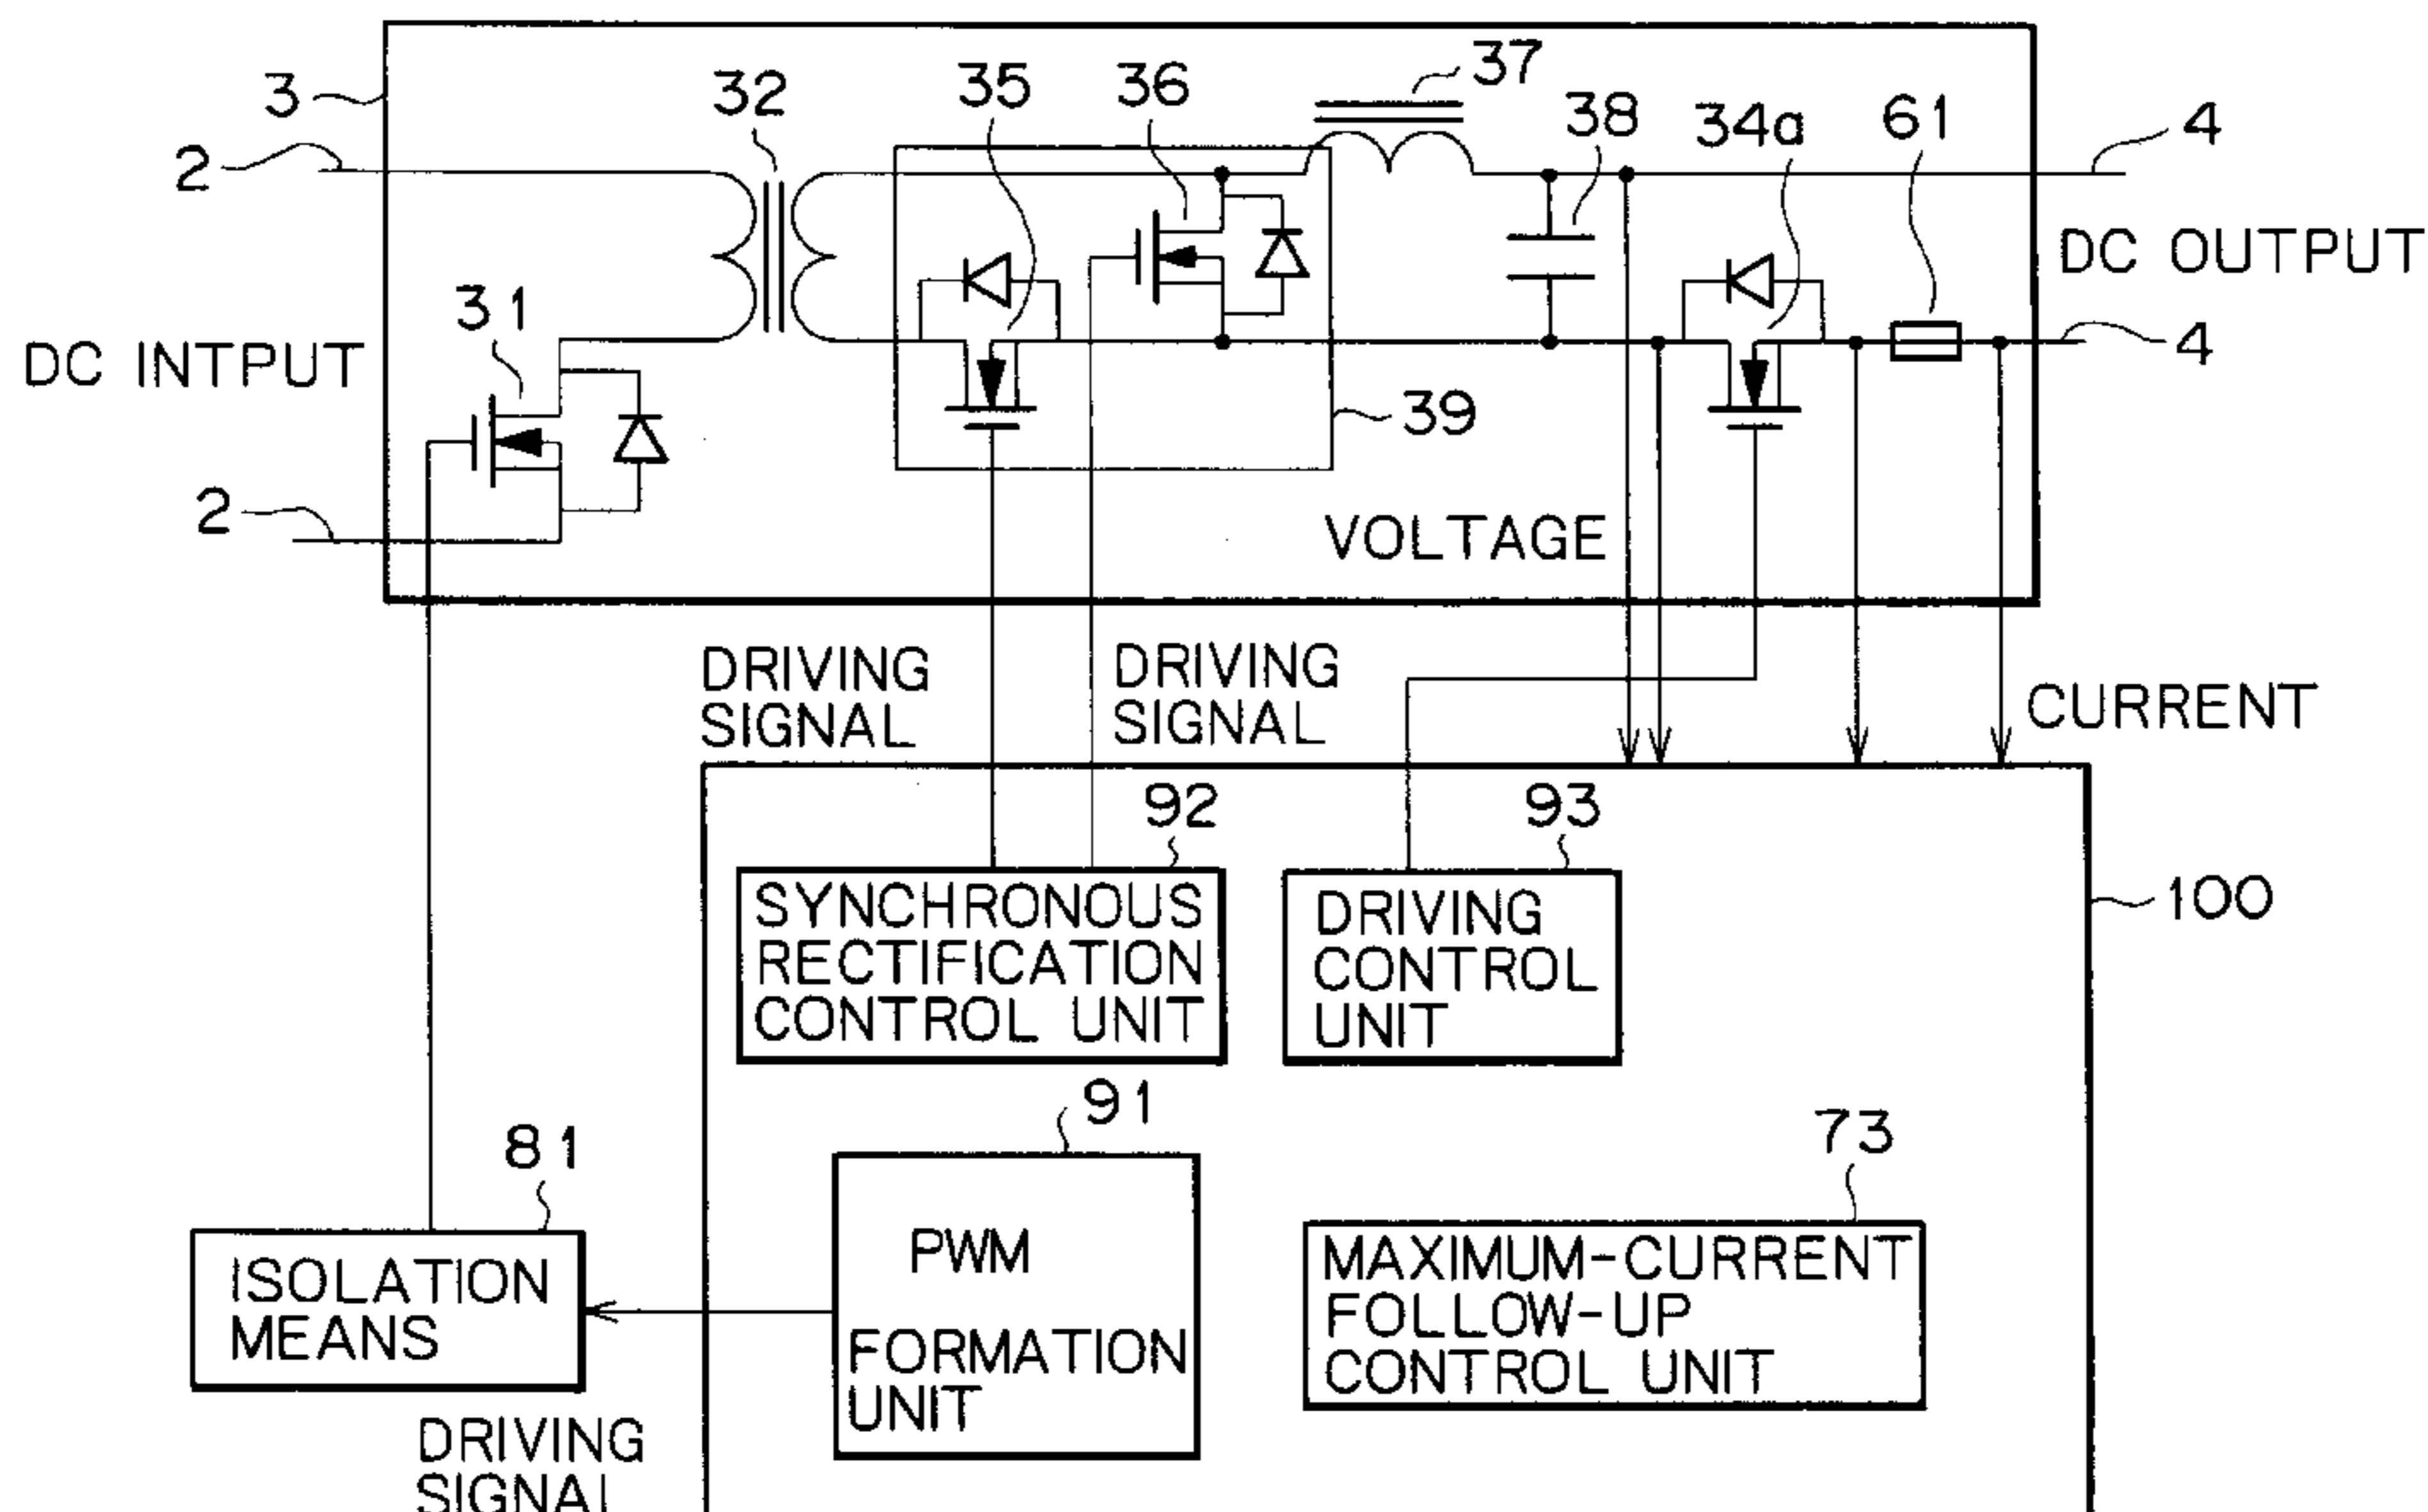 3
32
35
36
37
38
34a
61
4
2
DC OUTPUT
31
4
DC INTPUT
39
2
VOLTAGE
DRIVING
SIGNAL
DRIVING
SIGNAL
CURRENT
92
93
SYNCHRONOUS
RECTIFICATION
CONTROL UNIT
DRIVING
CONTROL
UNIT
100
91
81
73
PWM
FORMATION
UNIT
ISOLATION
MEANS
MAXIMUM-CURRENT
FOLLOW-UP
CONTROL UNIT
DRIVING
SIGNAL